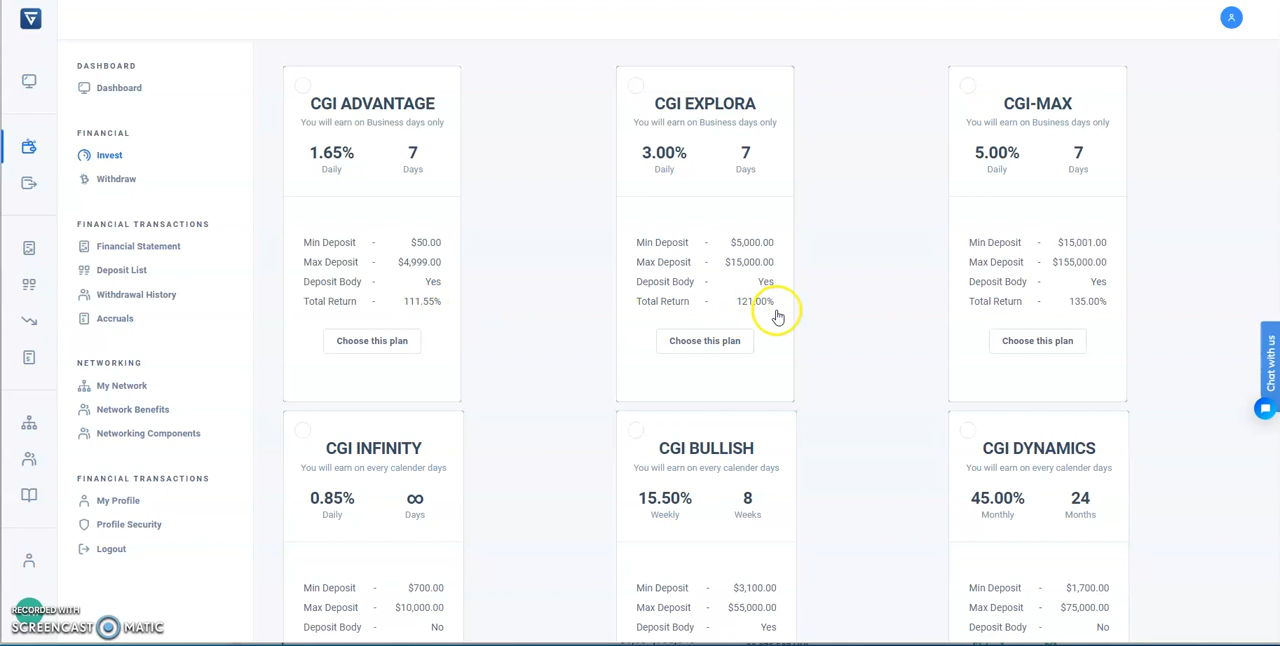 DASHBOARD
Dashboard
FINANCIAL
Invest
Withdraw
FINANCIAL TRANSACTIONS
Financial Statement
Deposit List
Withdrawal History
Accruals
NETWORKING
My Network
Network Benefits
Networking Components
FINANCIAL TRANSACTIONS
My Profile
Profile Security
Logout
RECORDED WITH
SCREENCAST MATIC
CGI ADVANTAGE
You will earn on Business days only
1.65% 7
Daily Days
Min Deposit - $50.00
Max Deposit - $4,999.00
Deposit Body - Yes
Total Return - 111.55%
Choose this plan
CGI EXPLORA
You will earn on Business days only
3.00% 7
Daily Days
Min Deposit - $5,000.00
Max Deposit - $15,000.00
Deposit Body - Yes
Total Return - 121.00%
Choose this plan
CGI-MAX
You will earn on Business days only
5.00% 7
Daily Days
Min Deposit - $15,001.00
Max Deposit - $155,000.00
Deposit Body - Yes
Total Return - 135.00%
Choose this plan
CGI INFINITY
You will earn on every calender days
0.85% ∞
Daily Days
Min Deposit - $700.00
Max Deposit - $10,000.00
Deposit Body - No
CGI BULLISH
You will earn on every calender days
15.50% 8
Weekly Weeks
Min Deposit - $3,100.00
Max Deposit - $55,000.00
Deposit Body - Yes
CGI DYNAMICS
You will earn on every calender days
45.00% 24
Monthly Months
Min Deposit - $1,700.00
Max Deposit - $75,000.00
Deposit Body - No
Chat with us